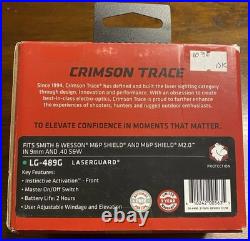 CRIMSON TRACE
Since 1994, Crimson Trace® has defined and built the laser sighting category
through design, innovation and performance. With an obsession to create
best-in-class electro-optics, Crimson Trace is proud to further enhance
the experiences of shooters, hunters and rugged outdoor enthusiasts.
TO ELEVATE CONFIDENCE IN MOMENTS THAT MATTER.
FITS SMITH & WESSON® M&P SHIELD AND M&P SHIELD M2.0™
IN 9MM AND .40 S&W
LG-489G LASERGUARD®
Key Features:
• Instinctive Activation™ - Front
• Master On/Off Switch
• Battery Life: 2 Hours
• User Adjustable Windage and Elevation
PROTECTION